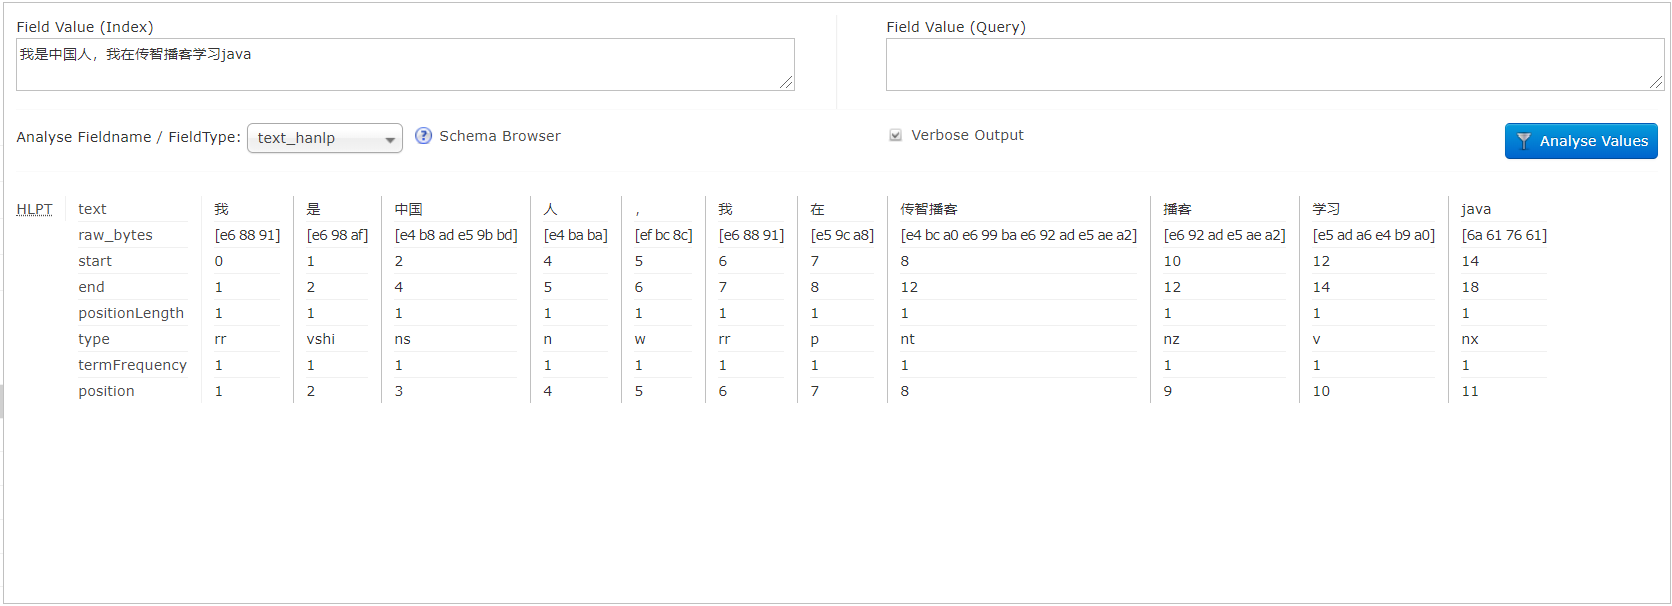 Field Value (Index) Field Value (Query)
我是中国人，我在传智播客学习java
Analyse Fieldname / FieldType: text_hanlp ? Schema Browser Verbose Output Analyse Values
HLPT text 我 是 中国 人 ， 我 在 传智播客 播客 学习 java
raw_bytes [e6 88 91] [e6 98 af] [e4 b8 ad e5 9b bd] [e4 ba ba] [ef bc 8c] [e6 88 91] [e5 9c a8] [e4 bc a0 e6 99 ba e6 92 ad e5 ae a2] [e6 92 ad e5 ae a2] [e5 ad a6 e4 b9 a0] [6a 61 76 61]
start 0 1 2 4 5 6 7 8 10 12 14
end 1 2 4 5 6 7 8 12 12 14 18
positionLength 1 1 1 1 1 1 1 1 1 1 1
type rr vshi ns n w rr p nt nz v nx
termFrequency 1 1 1 1 1 1 1 1 1 1 1
position 1 2 3 4 5 6 7 8 9 10 11